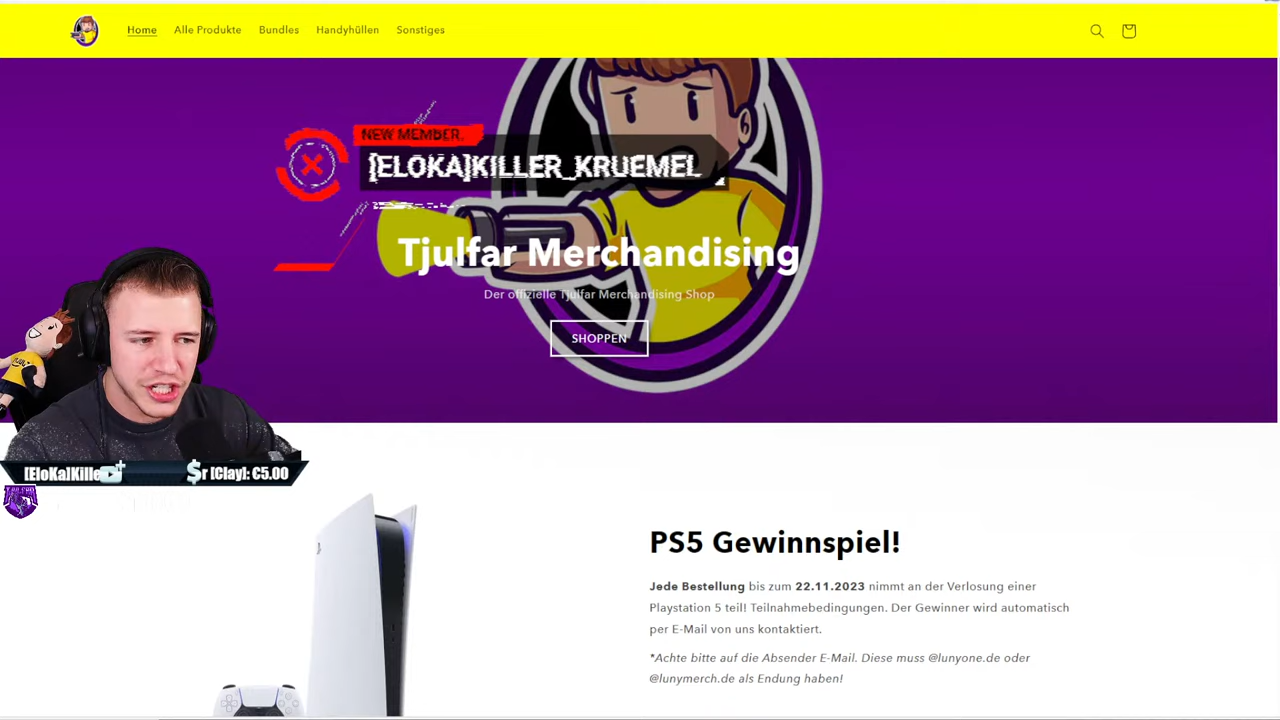 Home Alle Produkte Bundles Handyhüllen Sonstiges
NEW MEMBER.
[ELOKA]KILLER_KRUEMEL
Tjulfar Merchandising
Der offizielle Tjulfar Merchandising Shop
SHOPPEN
[EloKa]Kille
r [Clay]: €5.00
PS5 Gewinnspiel!
Jede Bestellung bis zum 22.11.2023 nimmt an der Verlosung einer
Playstation 5 teil! Teilnahmebedingungen. Der Gewinner wird automatisch
per E-Mail von uns kontaktiert.
*Achte bitte auf die Absender E-Mail. Diese muss @lunyone.de oder
@lunymerch.de als Endung haben!